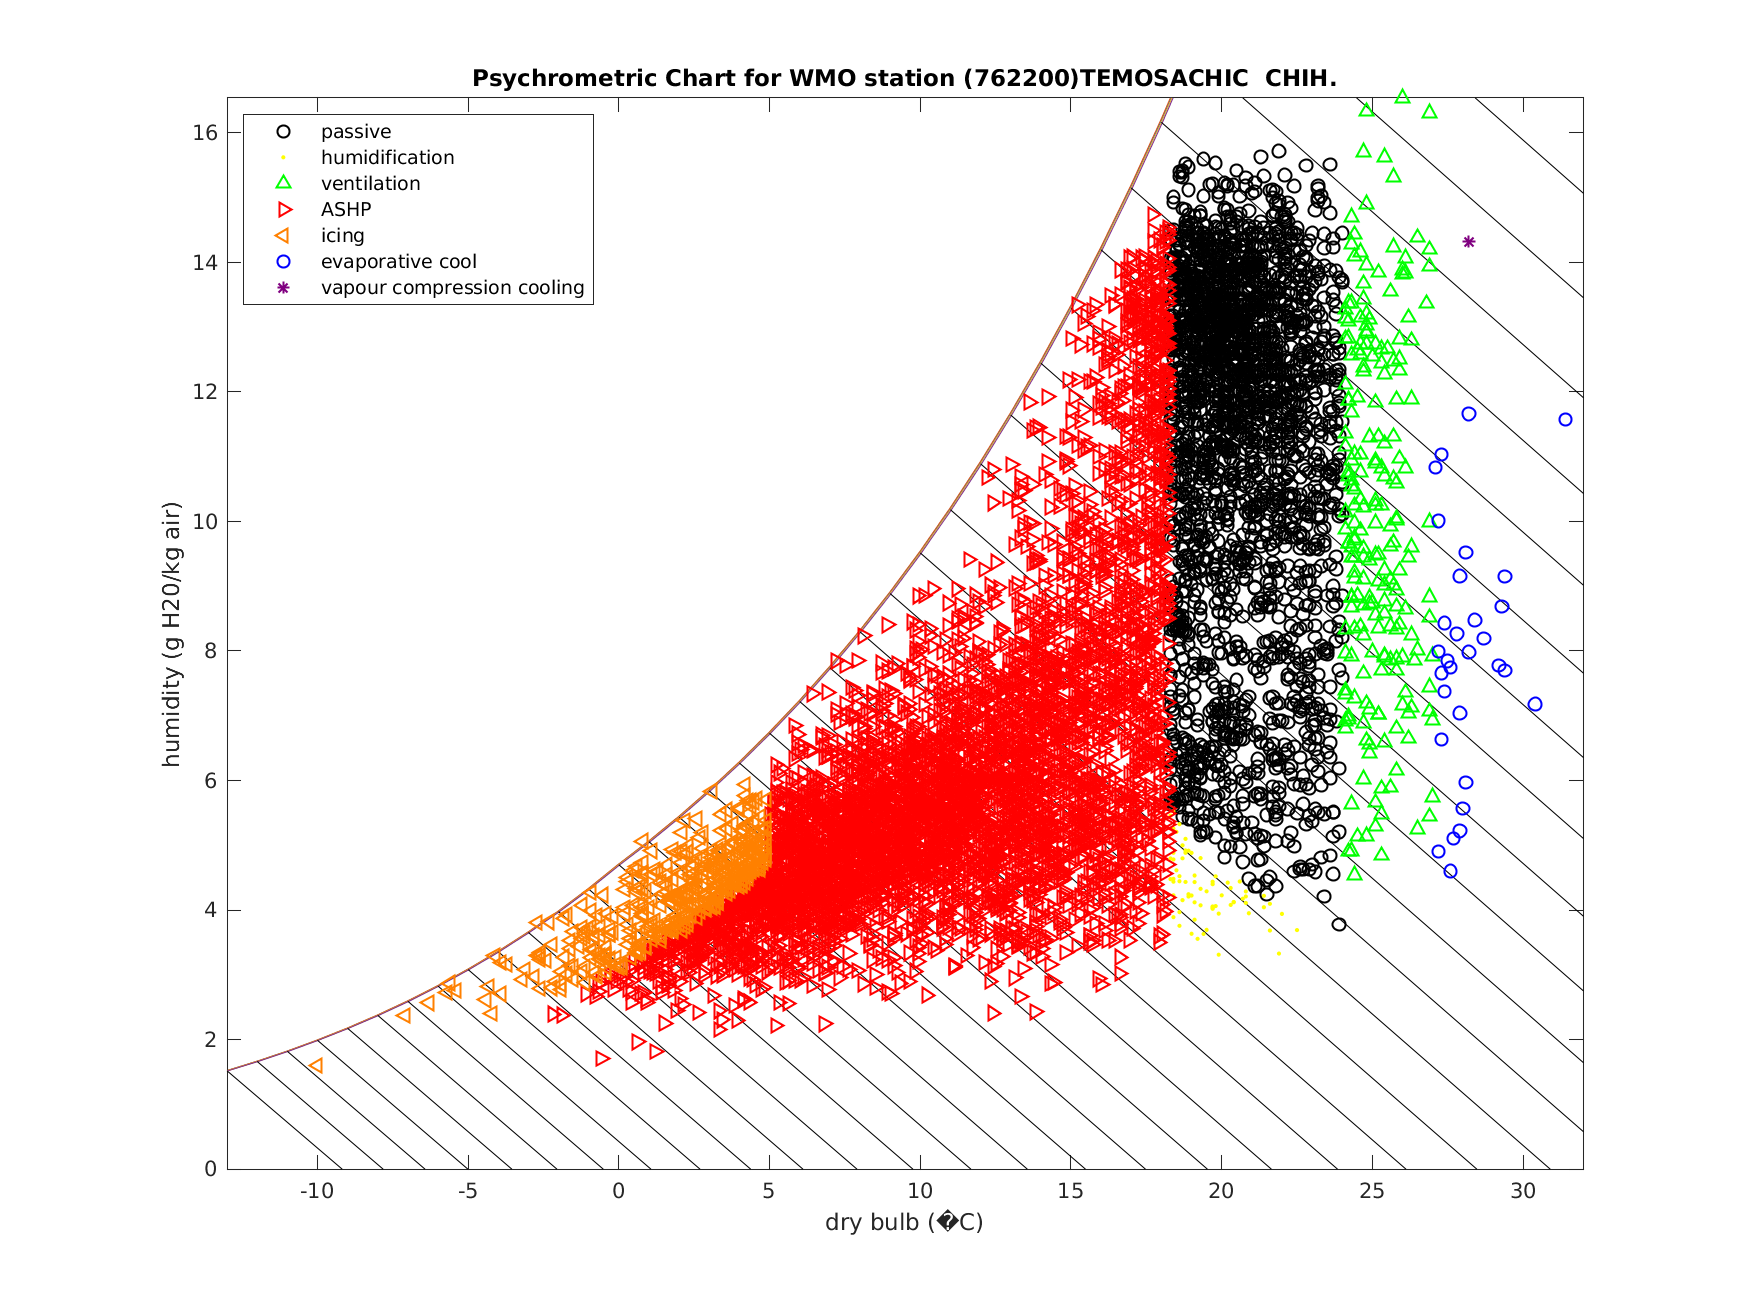 Psychrometric Chart for WMO station (762200)TEMOSACHIC  CHIH.
passive
humidification
ventilation
ASHP
icing
evaporative cool
vapour compression cooling
humidity (g H20/kg air)
16
14
12
10
8
6
4
2
0
-10 -5 0 5 10 15 20 25 30
dry bulb (�C)